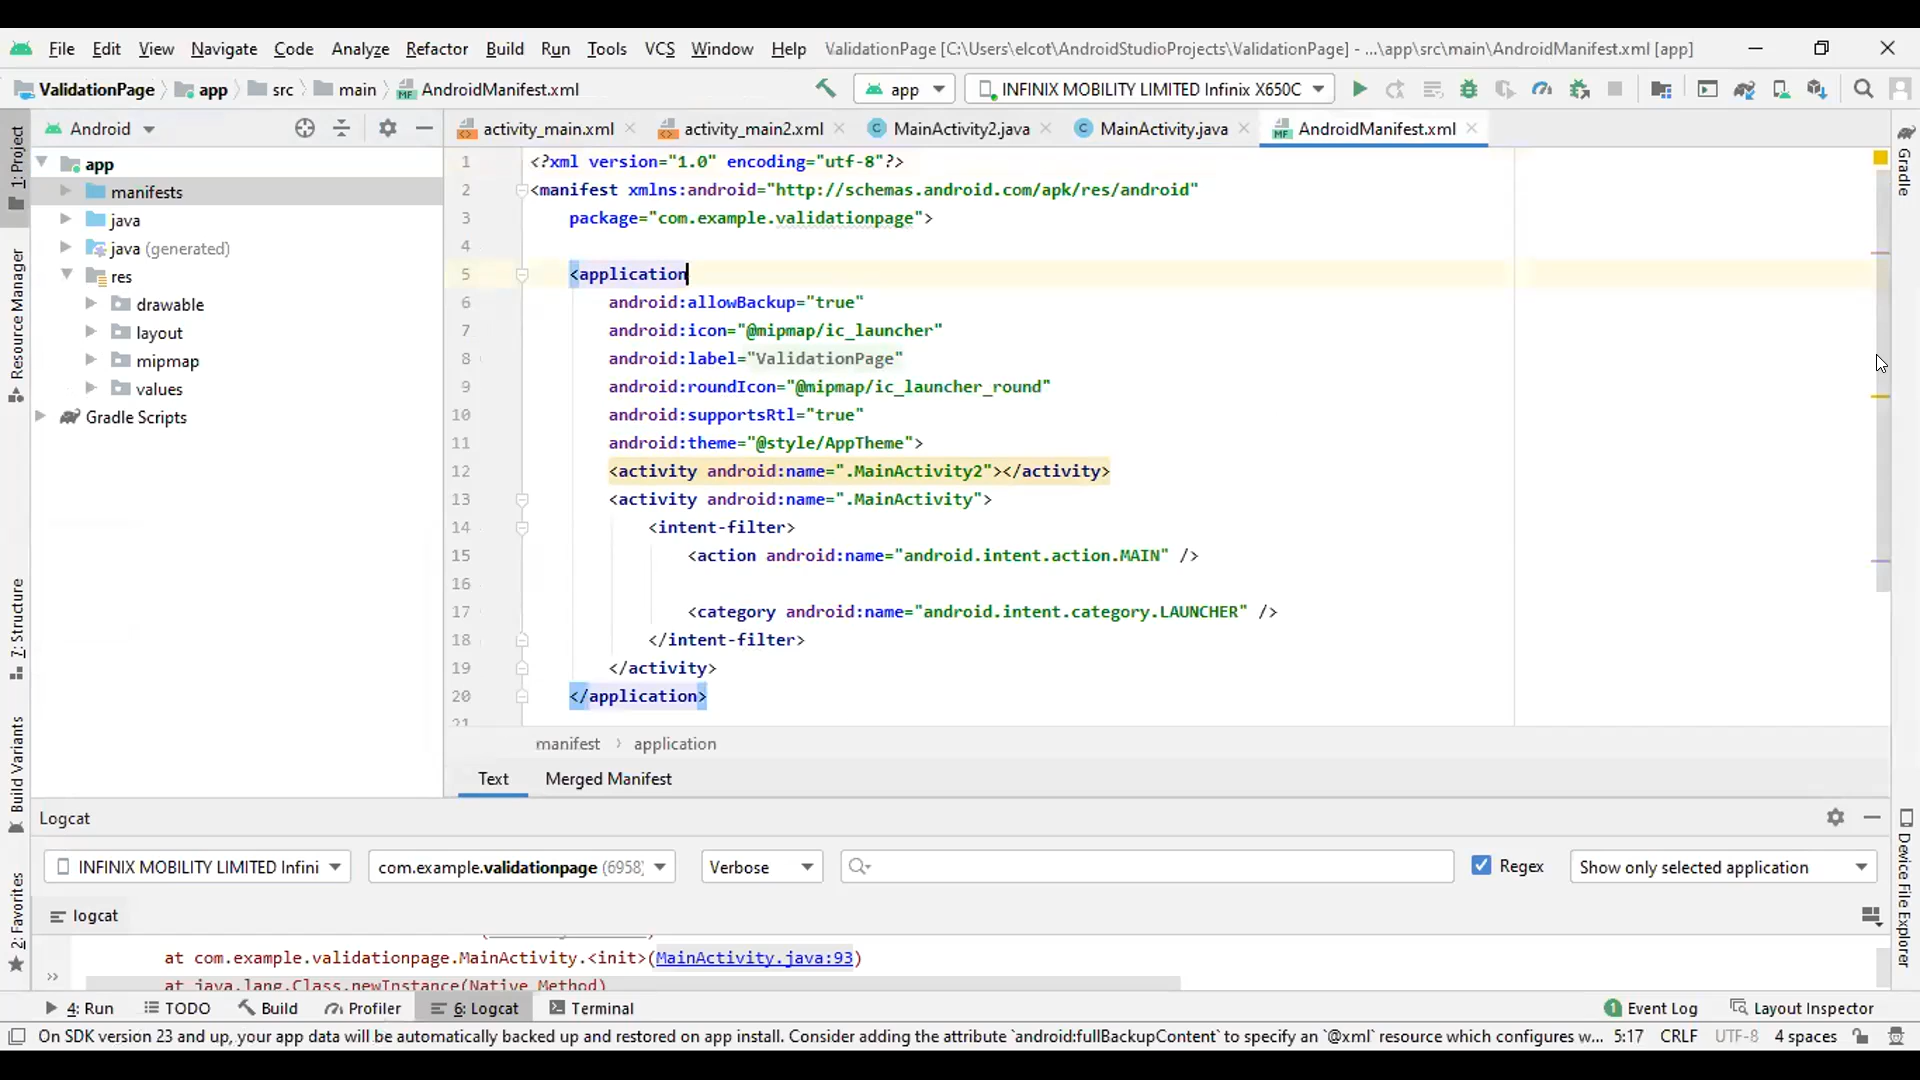 File Edit View Navigate Code Analyze Refactor Build Run Tools VCS Window Help ValidationPage [C:\Users\elcot\AndroidStudioProjects\ValidationPage] - ...\app\src\main\AndroidManifest.xml [app]
ValidationPage app src main AndroidManifest.xml app INFINIX MOBILITY LIMITED Infinix X650C
Android activity_main.xml activity_main2.xml MainActivity2.java MainActivity.java AndroidManifest.xml
1: Project
Resource Manager
7: Structure
Build Variants
2: Favorites
app
manifests
java
java (generated)
res
drawable
layout
mipmap
values
Gradle Scripts
1 <?xml version="1.0" encoding="utf-8"?>
2 <manifest xmlns:android="http://schemas.android.com/apk/res/android"
3 package="com.example.validationpage">
4
5 <application
6 android:allowBackup="true"
7 android:icon="@mipmap/ic_launcher"
8 android:label="ValidationPage"
9 android:roundIcon="@mipmap/ic_launcher_round"
10 android:supportsRtl="true"
11 android:theme="@style/AppTheme">
12 <activity android:name=".MainActivity2"></activity>
13 <activity android:name=".MainActivity">
14 <intent-filter>
15 <action android:name="android.intent.action.MAIN" />
16
17 <category android:name="android.intent.category.LAUNCHER" />
18 </intent-filter>
19 </activity>
20 </application>
21
manifest › application
Text Merged Manifest
Gradle
Device File Explorer
Logcat
INFINIX MOBILITY LIMITED Infini com.example.validationpage (6958) Verbose Regex Show only selected application
logcat
at com.example.validationpage.MainActivity.<init>(MainActivity.java:93)
at java.lang.Class.newInstance(Native Method)
4: Run TODO Build Profiler 6: Logcat Terminal 1 Event Log Layout Inspector
On SDK version 23 and up, your app data will be automatically backed up and restored on app install. Consider adding the attribute `android:fullBackupContent` to specify an `@xml` resource which configures w... 5:17 CRLF UTF-8 4 spaces